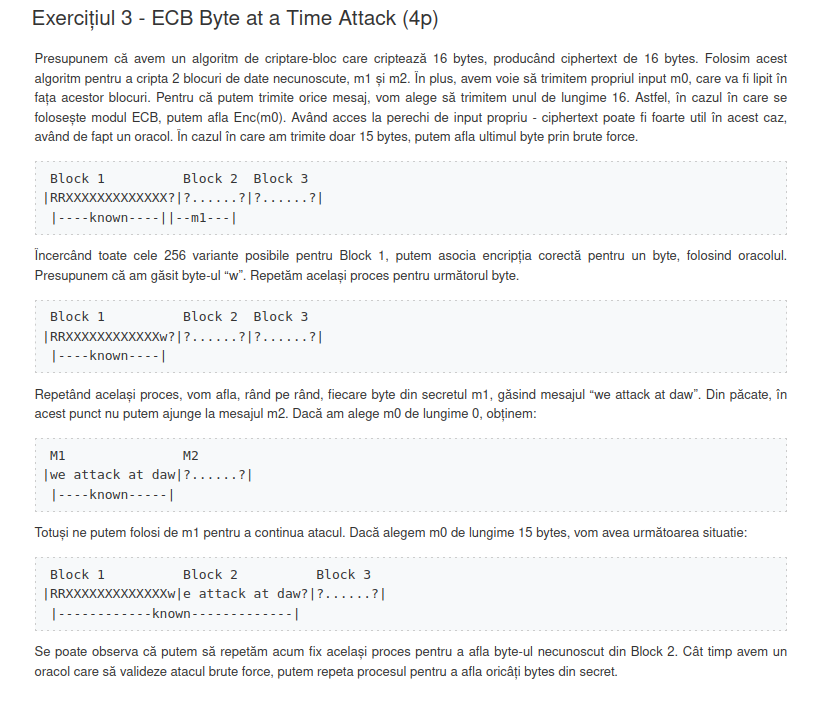 Exercițiul 3 - ECB Byte at a Time Attack (4p)
Presupunem că avem un algoritm de criptare-bloc care criptează 16 bytes, producând ciphertext de 16 bytes. Folosim acest
algoritm pentru a cripta 2 blocuri de date necunoscute, m1 și m2. În plus, avem voie să trimitem propriul input m0, care va fi lipit în
fața acestor blocuri. Pentru că putem trimite orice mesaj, vom alege să trimitem unul de lungime 16. Astfel, în cazul în care se
folosește modul ECB, putem afla Enc(m0). Având acces la perechi de input propriu - ciphertext poate fi foarte util în acest caz,
având de fapt un oracol. În cazul în care am trimite doar 15 bytes, putem afla ultimul byte prin brute force.
Block 1 Block 2 Block 3
|RRXXXXXXXXXXXXX?|?......?|?......?|
|----known----||--m1---|
Încercând toate cele 256 variante posibile pentru Block 1, putem asocia encripția corectă pentru un byte, folosind oracolul.
Presupunem că am găsit byte-ul “w”. Repetăm același proces pentru următorul byte.
Block 1 Block 2 Block 3
|RRXXXXXXXXXXXXw?|?......?|?......?|
|----known----|
Repetând același proces, vom afla, rând pe rând, fiecare byte din secretul m1, găsind mesajul “we attack at daw”. Din păcate, în
acest punct nu putem ajunge la mesajul m2. Dacă am alege m0 de lungime 0, obținem:
M1 M2
|we attack at daw|?......?|
|----known-----|
Totuși ne putem folosi de m1 pentru a continua atacul. Dacă alegem m0 de lungime 15 bytes, vom avea următoarea situatie:
Block 1 Block 2 Block 3
|RRXXXXXXXXXXXXXw|e attack at daw?|?......?|
|------------known-------------|
Se poate observa că putem să repetăm acum fix același proces pentru a afla byte-ul necunoscut din Block 2. Cât timp avem un
oracol care să valideze atacul brute force, putem repeta procesul pentru a afla oricâți bytes din secret.